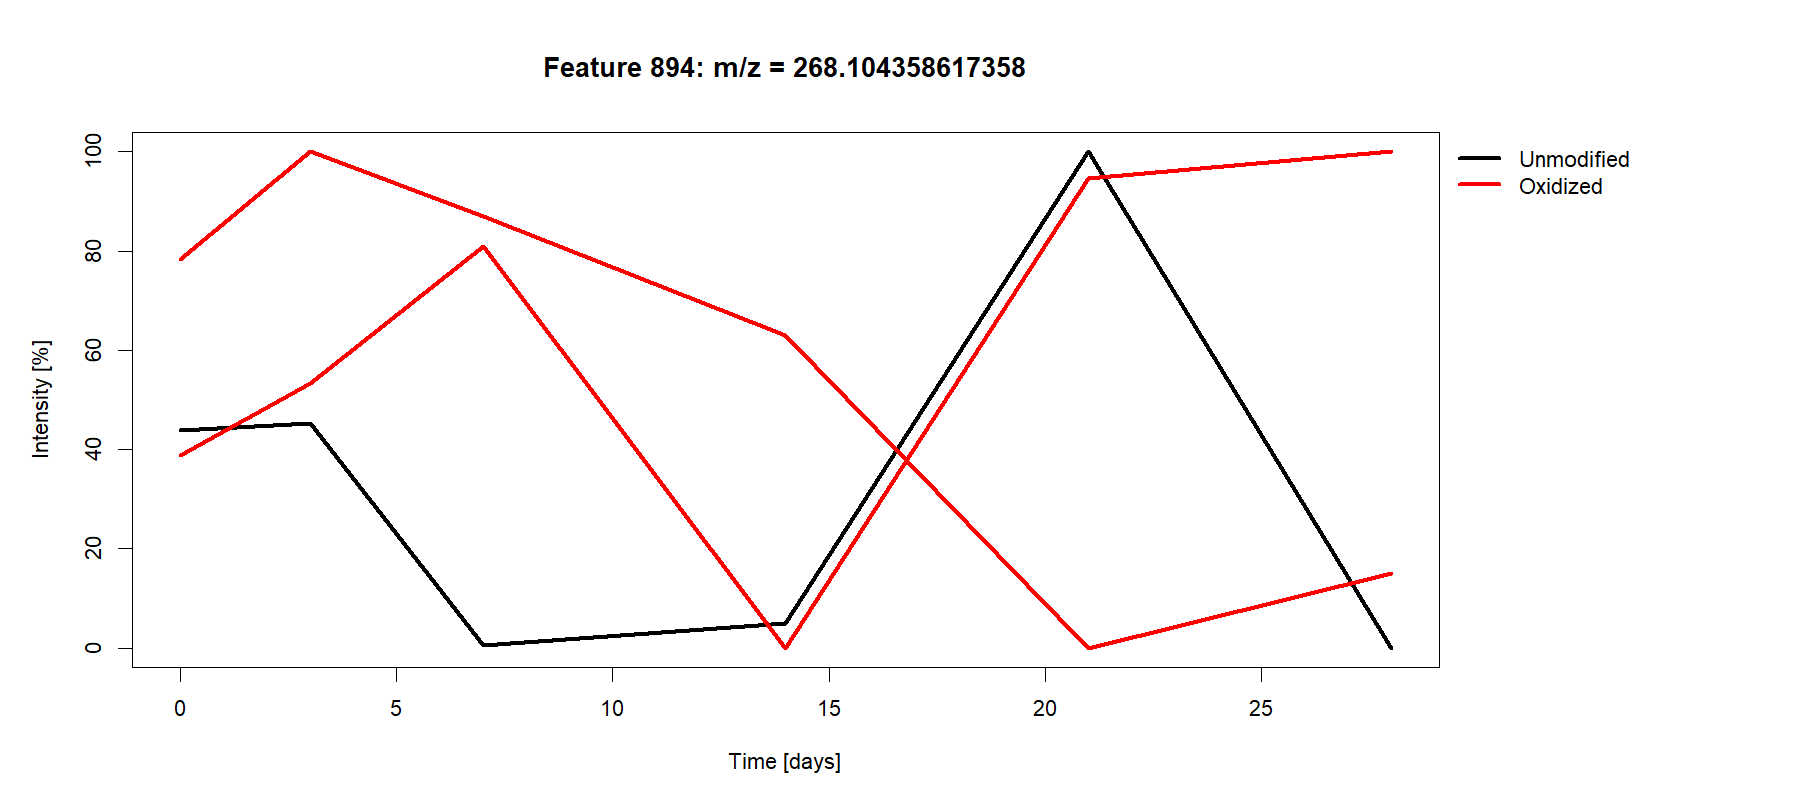 Feature 894: m/z = 268.104358617358
Unmodified
Oxidized
Intensity [%]
100
80
60
40
20
0
0 5 10 15 20 25
Time [days]